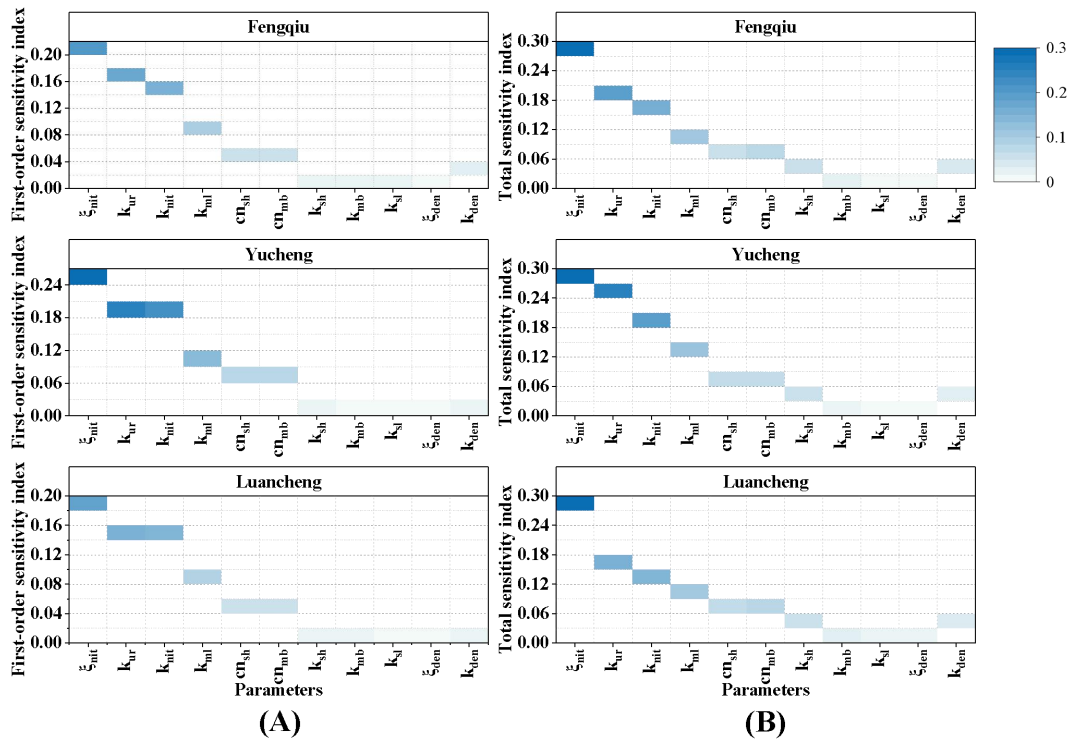 Fengqiu
First-order sensitivity index
0.20
0.16
0.12
0.08
0.04
0.00
ξnit
kur
knit
kml
cnsh
cnmb
ksh
kmb
ksl
ξden
kden
Fengqiu
Total sensitivity index
0.30
0.24
0.18
0.12
0.06
0.00
ξnit
kur
knit
kml
cnsh
cnmb
ksh
kmb
ksl
ξden
kden
0.3
0.2
0.1
0
Yucheng
First-order sensitivity index
0.24
0.18
0.12
0.06
0.00
ξnit
kur
knit
kml
cnsh
cnmb
ksh
kmb
ksl
ξden
kden
Yucheng
Total sensitivity index
0.30
0.24
0.18
0.12
0.06
0.00
ξnit
kur
knit
kml
cnsh
cnmb
ksh
kmb
ksl
ξden
kden
Luancheng
First-order sensitivity index
0.20
0.16
0.12
0.08
0.04
0.00
ξnit
kur
knit
kml
cnsh
cnmb
ksh
kmb
ksl
ξden
kden
Parameters
(A)
Luancheng
Total sensitivity index
0.30
0.24
0.18
0.12
0.06
0.00
ξnit
kur
knit
kml
cnsh
cnmb
ksh
kmb
ksl
ξden
kden
Parameters
(B)